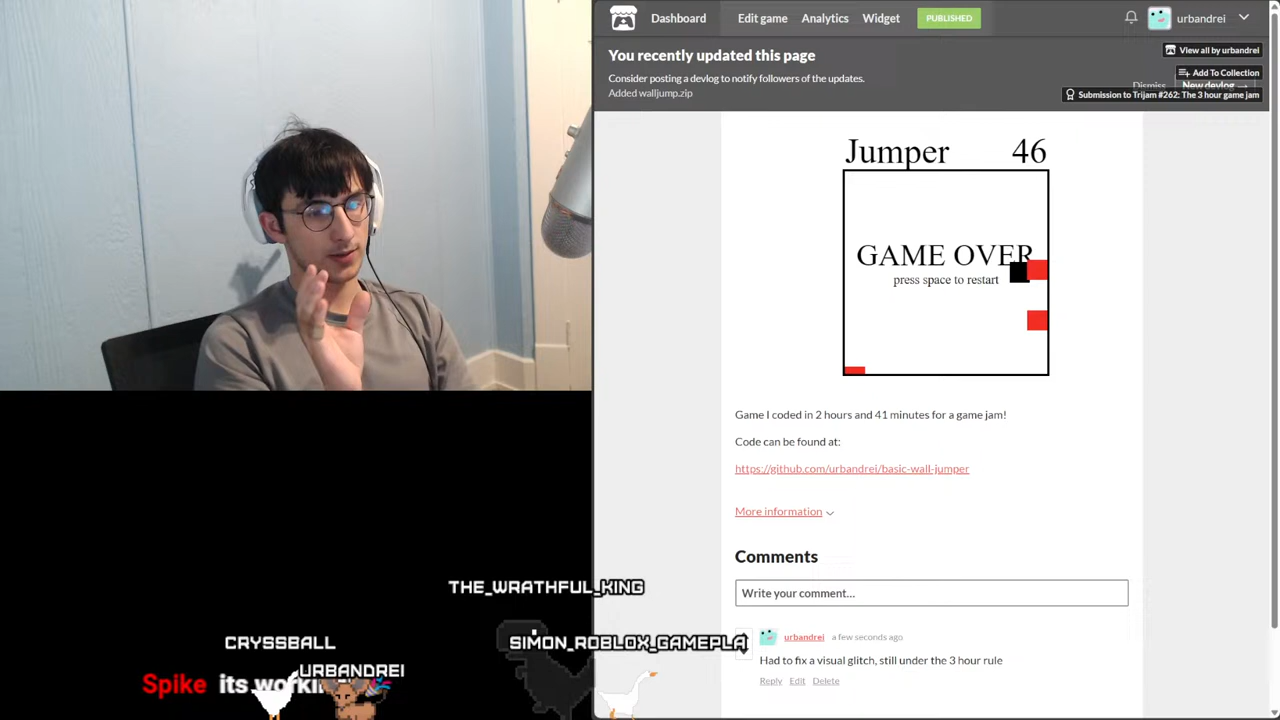 Dashboard
Edit game
Analytics
Widget
PUBLISHED
urbandrei
You recently updated this page
View all by urbandrei
Consider posting a devlog to notify followers of the updates.
Add To Collection
Dismiss
New devlog →
Added walljump.zip
Submission to Trijam #262: The 3 hour game jam
Jumper 46
GAME OVER
press space to restart
Game I coded in 2 hours and 41 minutes for a game jam!
Code can be found at:
https://github.com/urbandrei/basic-wall-jumper
More information
Comments
Write your comment...
urbandrei a few seconds ago
Had to fix a visual glitch, still under the 3 hour rule
Reply Edit Delete
THE_WRATHFUL_KING
CRYSSBALL
SIMON_ROBLOX_GAMEPLA
URBANDREI
Spike its